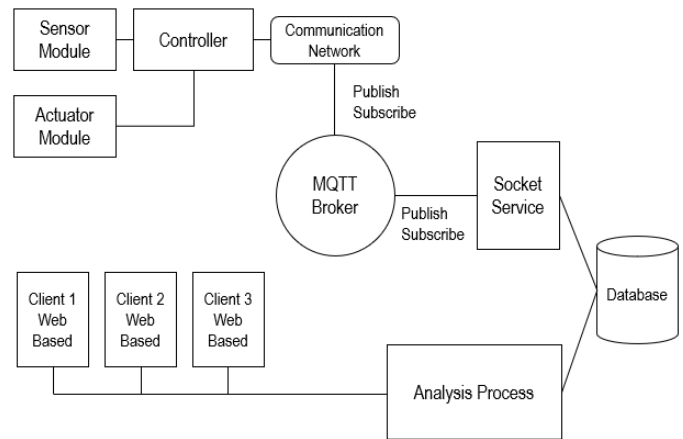 Sensor
Module
Controller
Communication
Network
Actuator
Module
Publish
Subscribe
MQTT
Broker
Publish
Subscribe
Socket
Service
Database
Client 1
Web
Based
Client 2
Web
Based
Client 3
Web
Based
Analysis Process